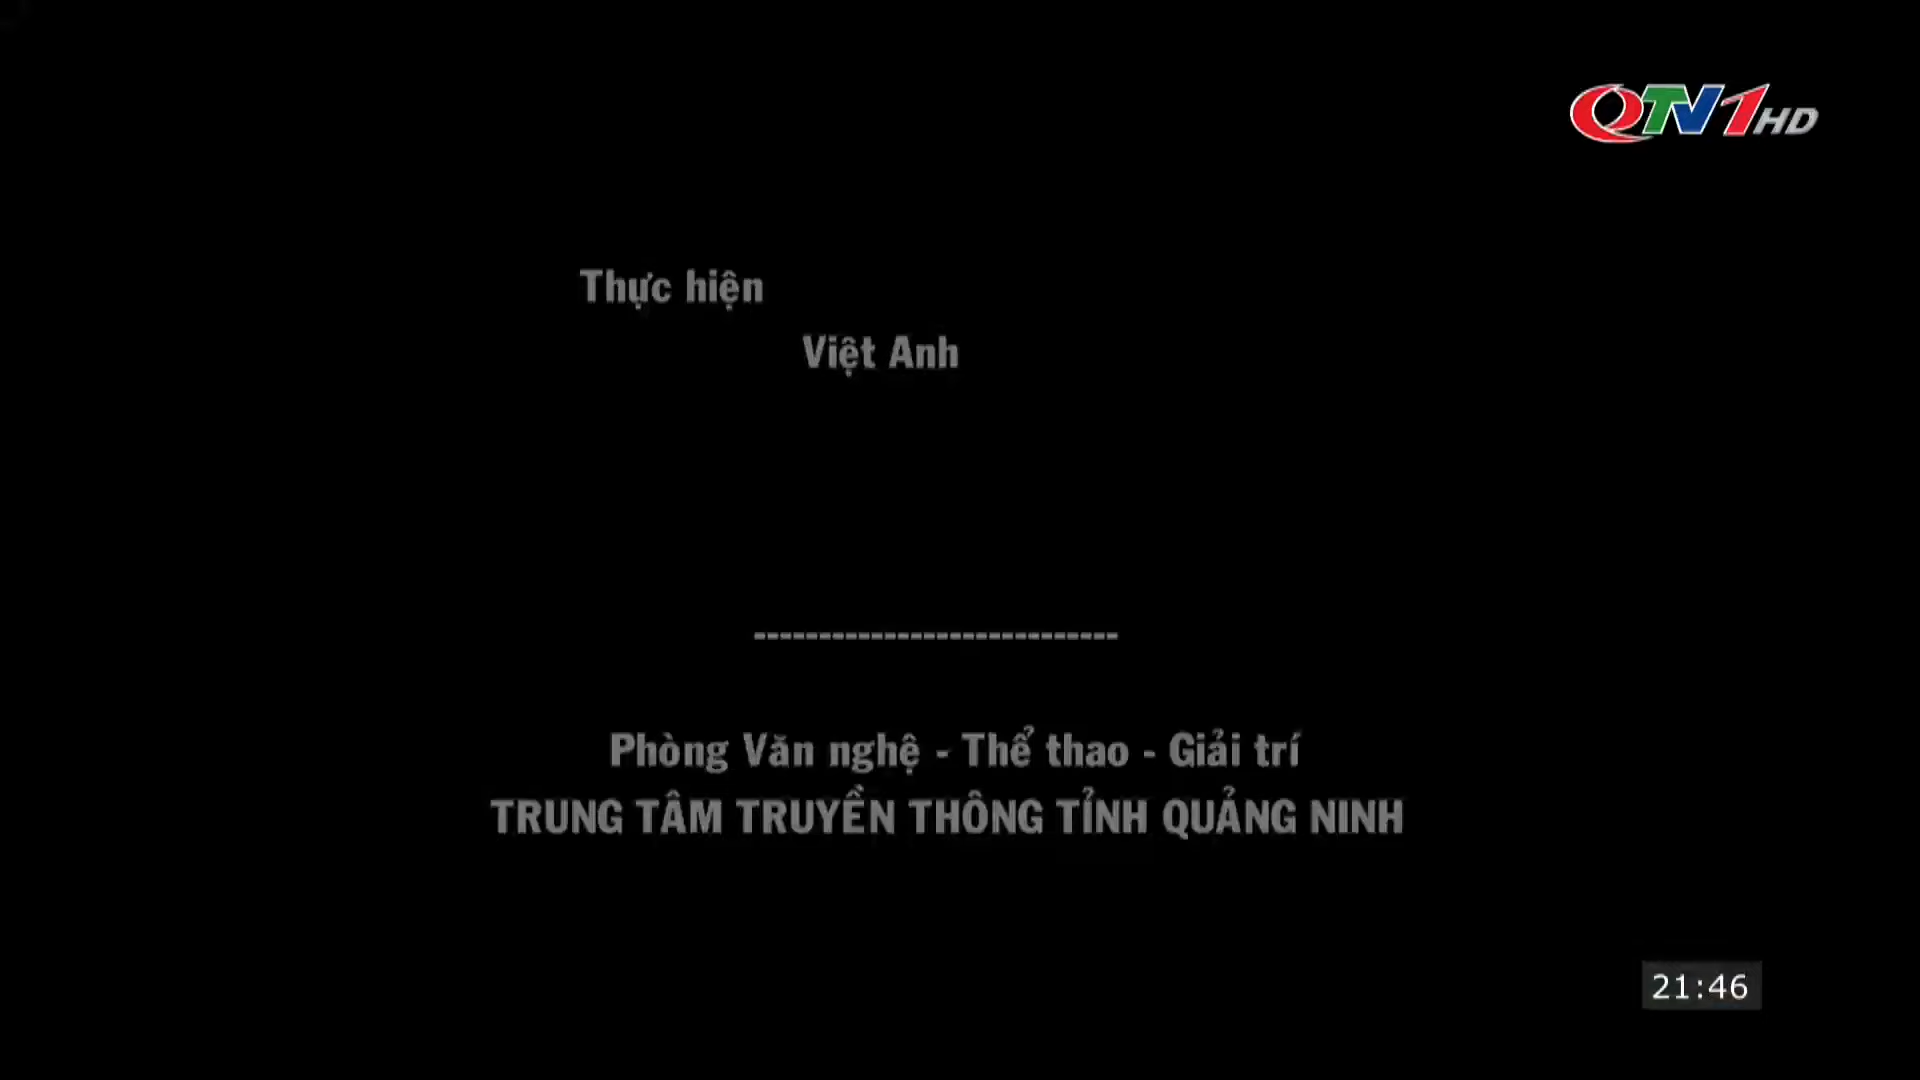 QTV1HD
Thực hiện
Việt Anh
----------------------------
Phòng Văn nghệ - Thể thao - Giải trí
TRUNG TÂM TRUYỀN THÔNG TỈNH QUẢNG NINH
21:46